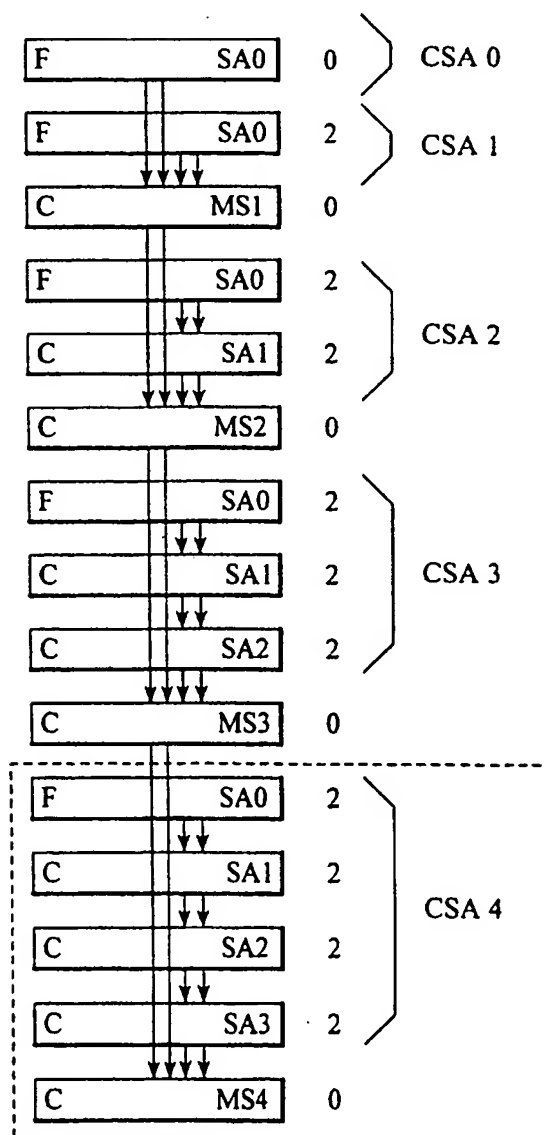 F SA0 0 CSA 0
F SA0 2 CSA 1
C MS1 0
F SA0 2
CSA 2
C SA1 2
C MS2 0
F SA0 2
C SA1 2 CSA 3
C SA2 2
C MS3 0
F SA0 2
C SA1 2
CSA 4
C SA2 2
C SA3 2
C MS4 0